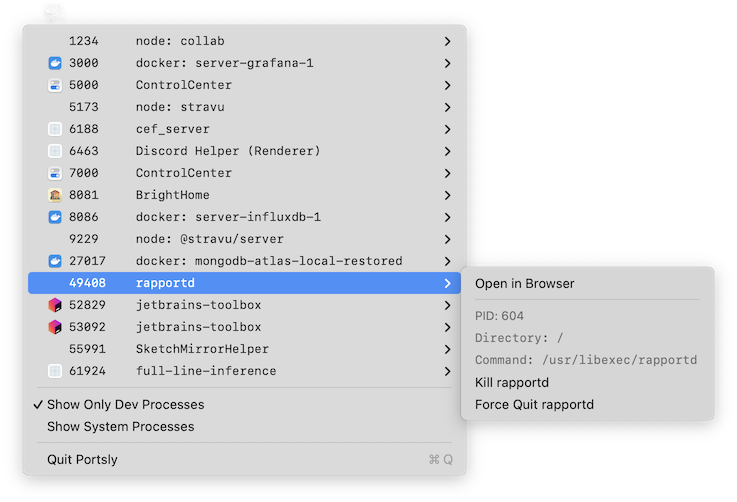 1234 node: collab
3000 docker: server-grafana-1
5000 ControlCenter
5173 node: stravu
6188 cef_server
6463 Discord Helper (Renderer)
7000 ControlCenter
8081 BrightHome
8086 docker: server-influxdb-1
9229 node: @stravu/server
27017 docker: mongodb-atlas-local-restored
49408 rapportd
52829 jetbrains-toolbox
53092 jetbrains-toolbox
55991 SketchMirrorHelper
61924 full-line-inference
✓ Show Only Dev Processes
Show System Processes
Quit Portsly ⌘ Q
Open in Browser
PID: 604
Directory: /
Command: /usr/libexec/rapportd
Kill rapportd
Force Quit rapportd